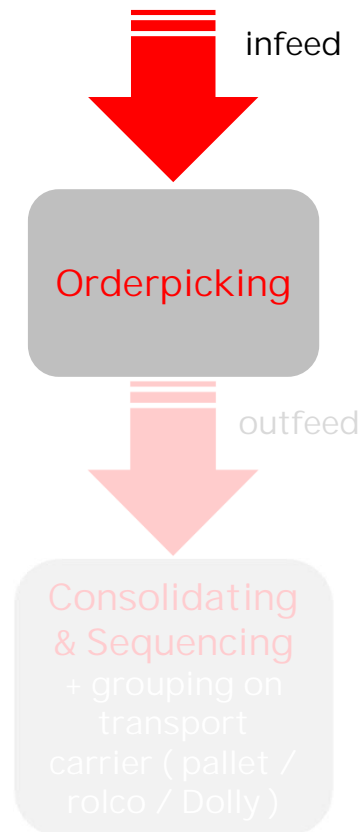 infeed
Orderpicking
outfeed
Consolidating
& Sequencing
+ grouping on
transport
carrier ( pallet /
rolco / Dolly )